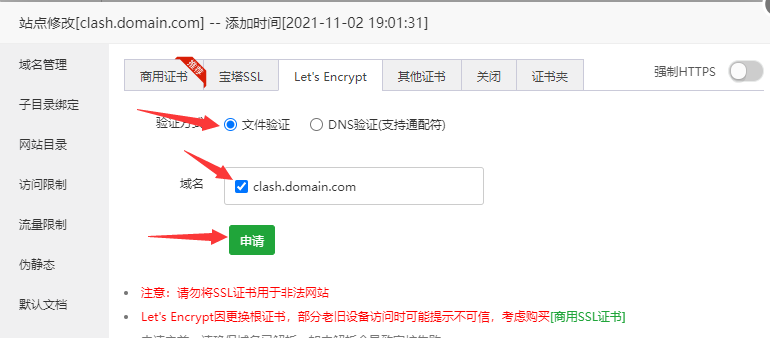 站点修改[clash.domain.com] -- 添加时间[2021-11-02 19:01:31]
域名管理
子目录绑定
网站目录
访问限制
流量限制
伪静态
默认文档
商用证书 推荐 宝塔SSL Let's Encrypt 其他证书 关闭 证书夹 强制HTTPS
验证方式 文件验证 DNS验证(支持通配符)
域名 clash.domain.com
申请
注意：请勿将SSL证书用于非法网站
Let's Encrypt因更换根证书，部分老旧设备访问时可能提示不可信，考虑购买[商用SSL证书]